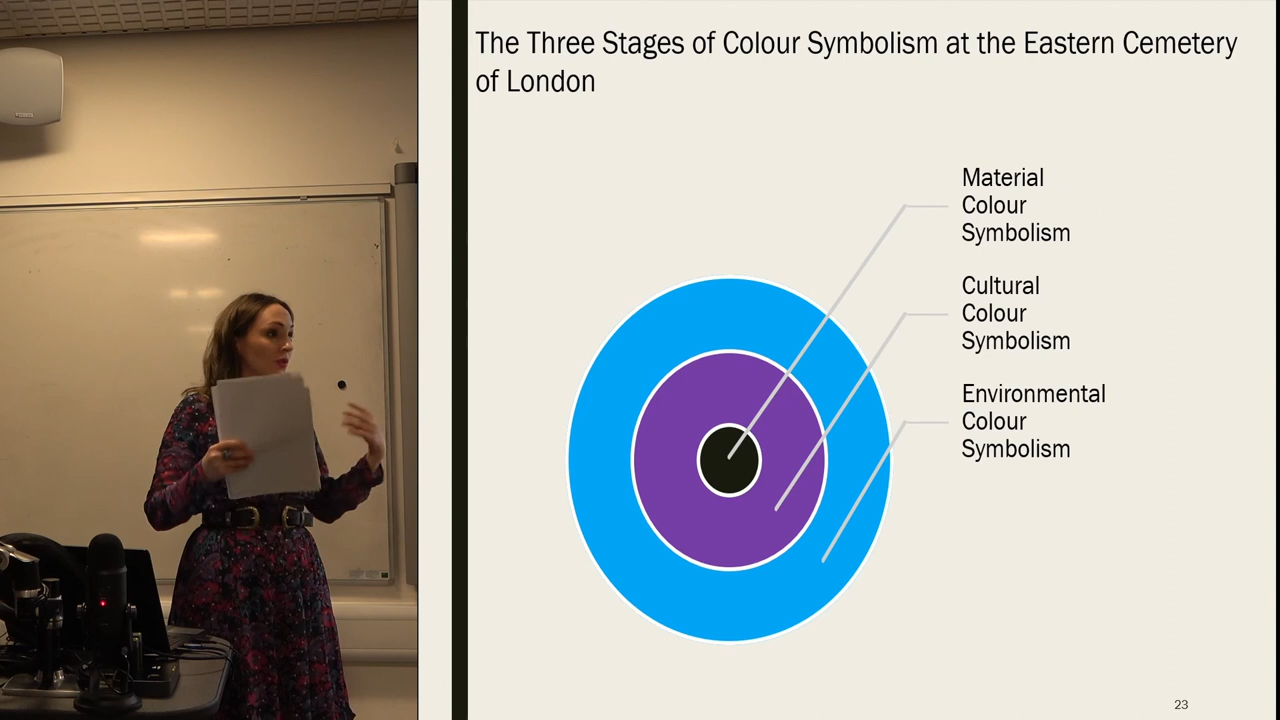 The Three Stages of Colour Symbolism at the Eastern Cemetery
of London
Material
Colour
Symbolism
Cultural
Colour
Symbolism
Environmental
Colour
Symbolism
23